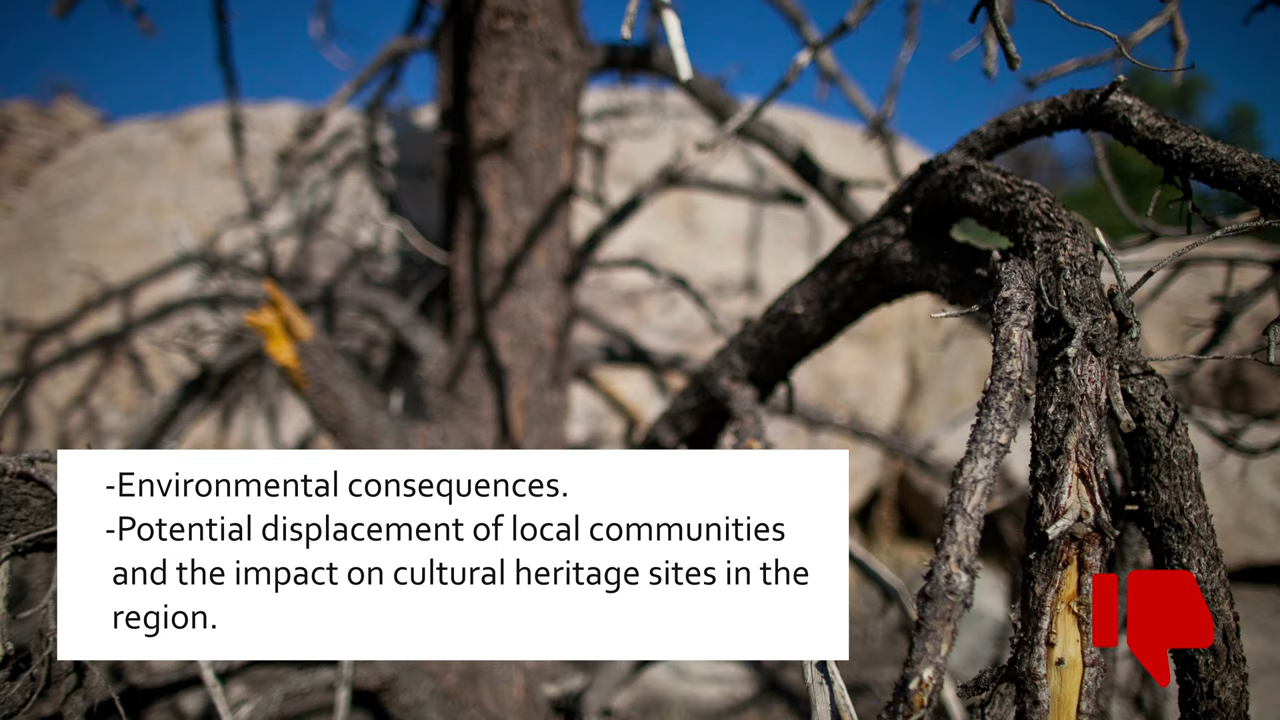 -Environmental consequences.
-Potential displacement of local communities
and the impact on cultural heritage sites in the
region.